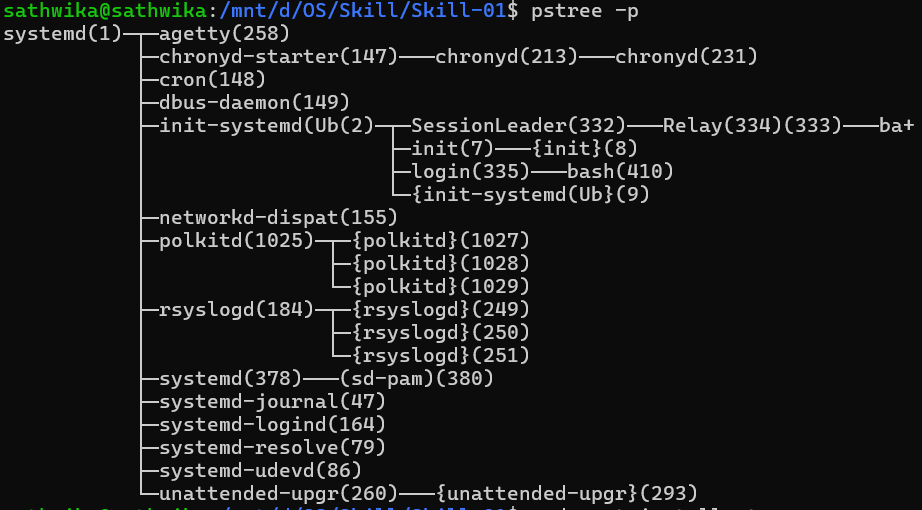 sathwika@sathwika:/mnt/d/OS/Skill/Skill-01$ pstree -p
systemd(1)─┬─agetty(258)
           ├─chronyd-starter(147)───chronyd(213)───chronyd(231)
           ├─cron(148)
           ├─dbus-daemon(149)
           ├─init-systemd(Ub(2)─┬─SessionLeader(332)───Relay(334)(333)───ba+
           │                    ├─init(7)───{init}(8)
           │                    ├─login(335)───bash(410)
           │                    └─{init-systemd(Ub}(9)
           ├─networkd-dispat(155)
           ├─polkitd(1025)─┬─{polkitd}(1027)
           │               ├─{polkitd}(1028)
           │               └─{polkitd}(1029)
           ├─rsyslogd(184)─┬─{rsyslogd}(249)
           │               ├─{rsyslogd}(250)
           │               └─{rsyslogd}(251)
           ├─systemd(378)───(sd-pam)(380)
           ├─systemd-journal(47)
           ├─systemd-logind(164)
           ├─systemd-resolve(79)
           ├─systemd-udevd(86)
           └─unattended-upgr(260)───{unattended-upgr}(293)